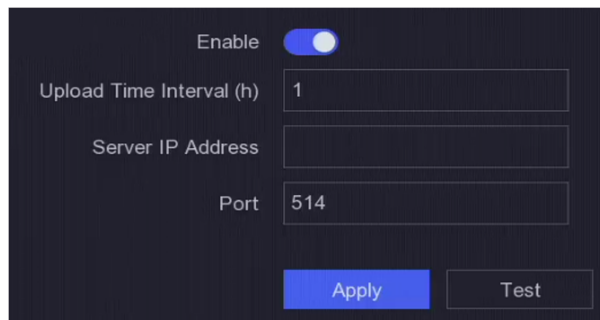 Enable
Upload Time Interval (h) 1
Server IP Address
Port 514
Apply Test